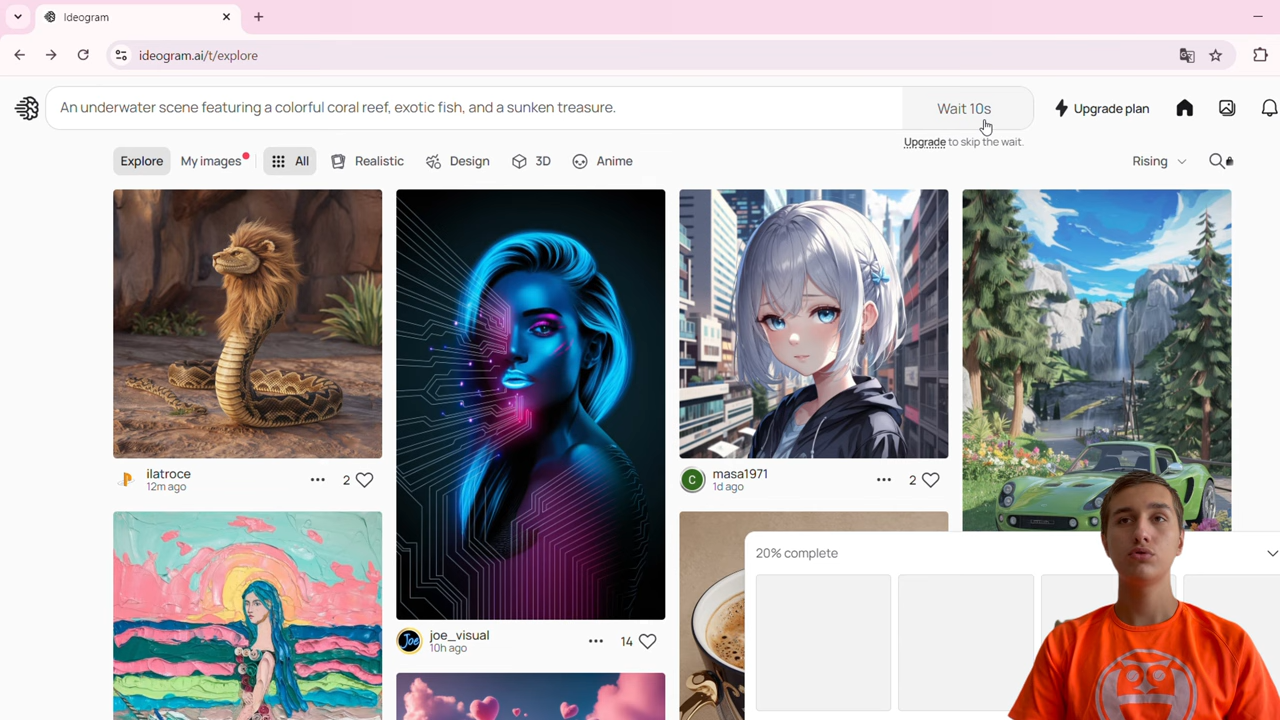 Ideogram
ideogram.ai/t/explore
An underwater scene featuring a colorful coral reef, exotic fish, and a sunken treasure.
Wait 10s
Upgrade plan
Upgrade to skip the wait.
Explore
My images
All
Realistic
Design
3D
Anime
Rising
ilatroce
12m ago
2
masa1971
1d ago
2
C
20% complete
Joe
joe_visual
10h ago
14